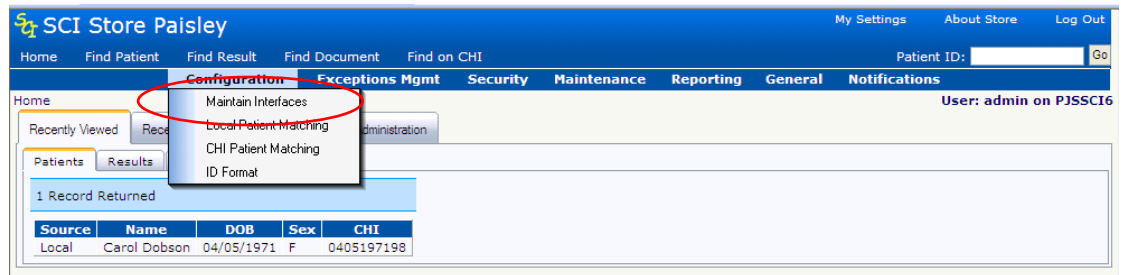 SCI Store Paisley My Settings About Store Log Out
Home Find Patient Find Result Find Document Find on CHI Patient ID: Go
Configuration Exceptions Mgmt Security Maintenance Reporting General Notifications
Home User: admin on PJSSCI6
Maintain Interfaces
Recently Viewed Rece dministration
Local Patient Matching
CHI Patient Matching
Patients Results
ID Format
1 Record Returned
Source Name DOB Sex CHI
Local Carol Dobson 04/05/1971 F 0405197198